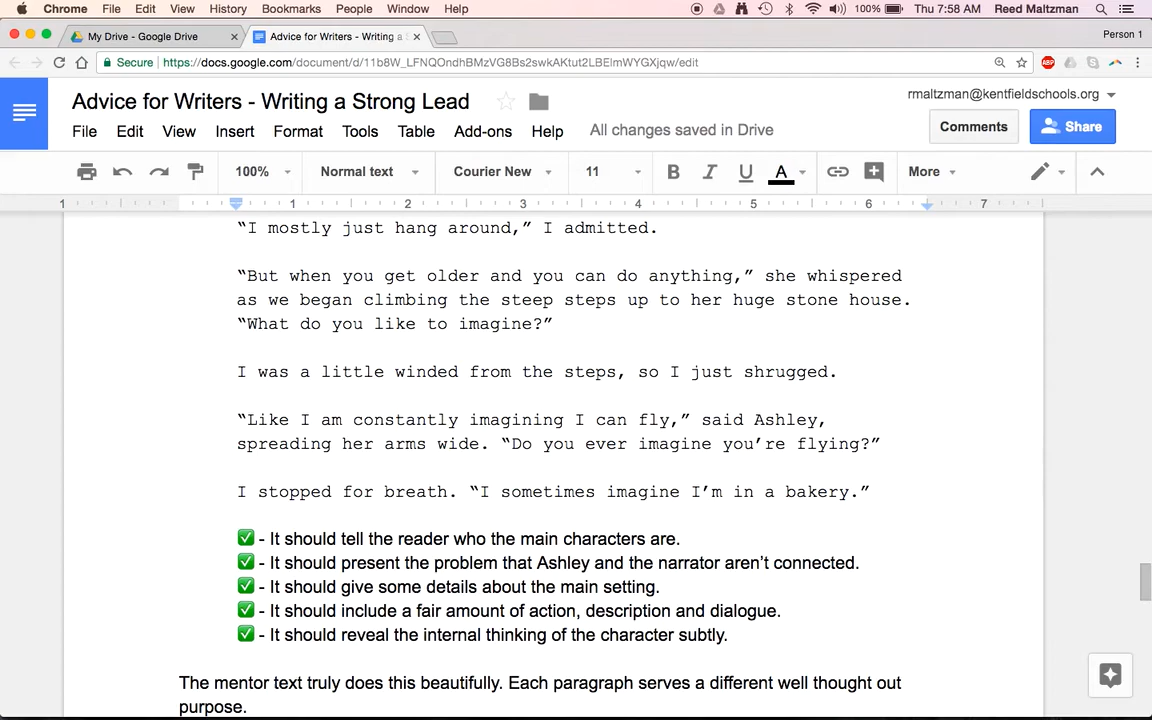 Chrome File Edit View History Bookmarks People Window Help 100% Thu 7:58 AM Reed Maltzman
My Drive - Google Drive × Advice for Writers - Writing a S × Person 1
Secure https://docs.google.com/document/d/11b8W_LFNQOndhBMzVG8Bs2swkAKtut2LBElmWYGXjqw/edit ABP
Advice for Writers - Writing a Strong Lead rmaltzman@kentfieldschools.org
File Edit View Insert Format Tools Table Add-ons Help All changes saved in Drive Comments Share
100% Normal text Courier New 11 B I U A More
1 1 2 3 4 5 6 7
“I mostly just hang around,” I admitted.
“But when you get older and you can do anything,” she whispered
as we began climbing the steep steps up to her huge stone house.
“What do you like to imagine?”
I was a little winded from the steps, so I just shrugged.
“Like I am constantly imagining I can fly,” said Ashley,
spreading her arms wide. “Do you ever imagine you’re flying?”
I stopped for breath. “I sometimes imagine I’m in a bakery.”
✅ - It should tell the reader who the main characters are.
✅ - It should present the problem that Ashley and the narrator aren’t connected.
✅ - It should give some details about the main setting.
✅ - It should include a fair amount of action, description and dialogue.
✅ - It should reveal the internal thinking of the character subtly.
The mentor text truly does this beautifully. Each paragraph serves a different well thought out
purpose.